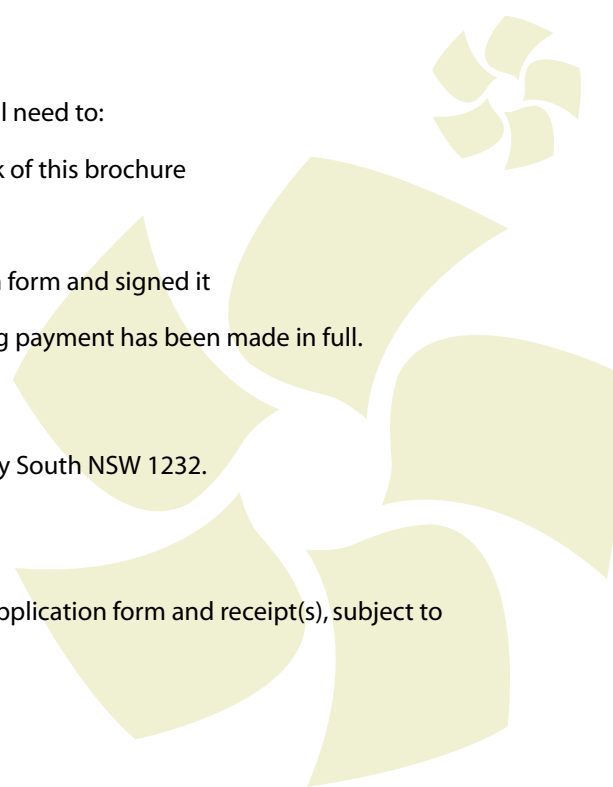 l need to:
k of this brochure
n form and signed it
g payment has been made in full.
y South NSW 1232.
pplication form and receipt(s), subject to